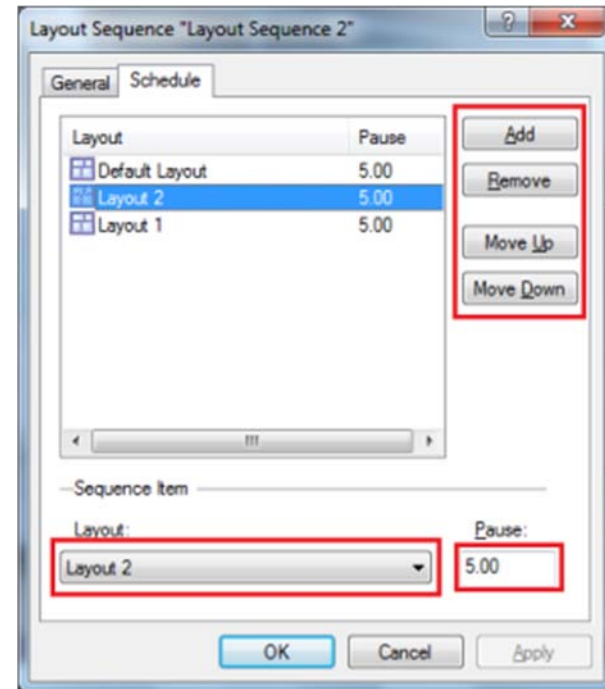 Layout Sequence "Layout Sequence 2"
General Schedule
Layout Pause
Default Layout 5.00
Layout 2 5.00
Layout 1 5.00
Add
Remove
Move Up
Move Down
Sequence Item
Layout: Pause:
Layout 2 5.00
OK Cancel Apply